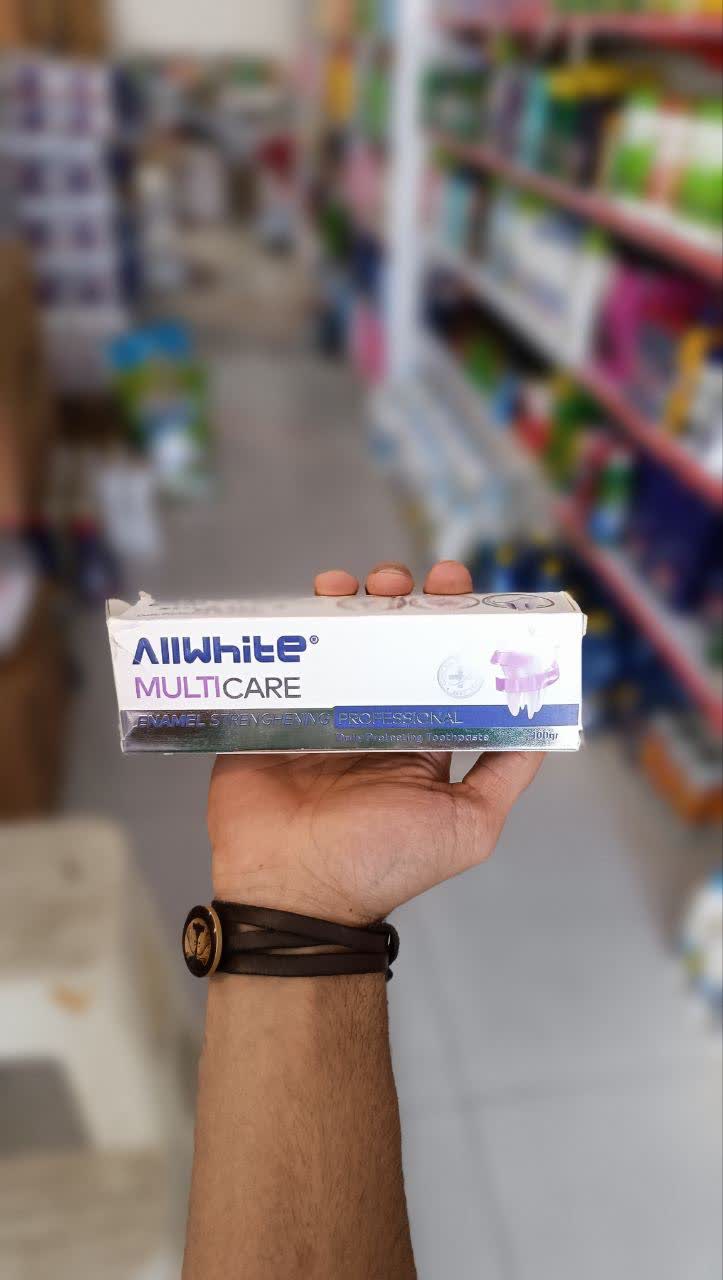 AllWhite®
MULTICARE
ENAMEL STRENGHENING PROFESSIONAL
Daily Protecting Toothpaste 100gr